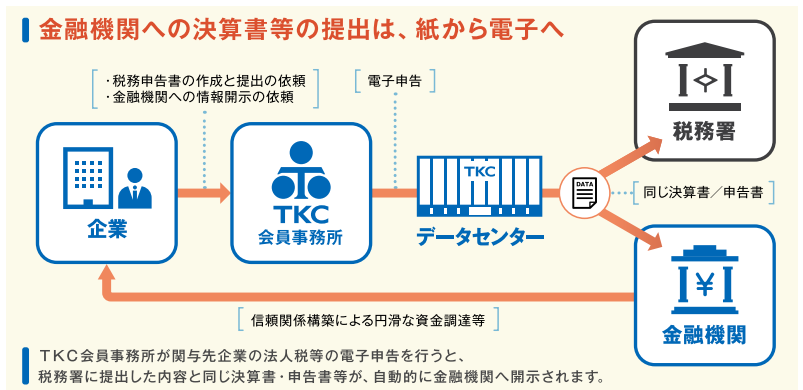 金融機関への決算書等の提出は、紙から電子へ
・税務申告書の作成と提出の依頼
・金融機関への情報開示の依頼
電子申告
企業
TKC
会員事務所
TKC
データセンター
DATA
同じ決算書／申告書
税務署
¥
金融機関
信頼関係構築による円滑な資金調達等
TKC会員事務所が関与先企業の法人税等の電子申告を行うと、
税務署に提出した内容と同じ決算書・申告書等が、自動的に金融機関へ開示されます。